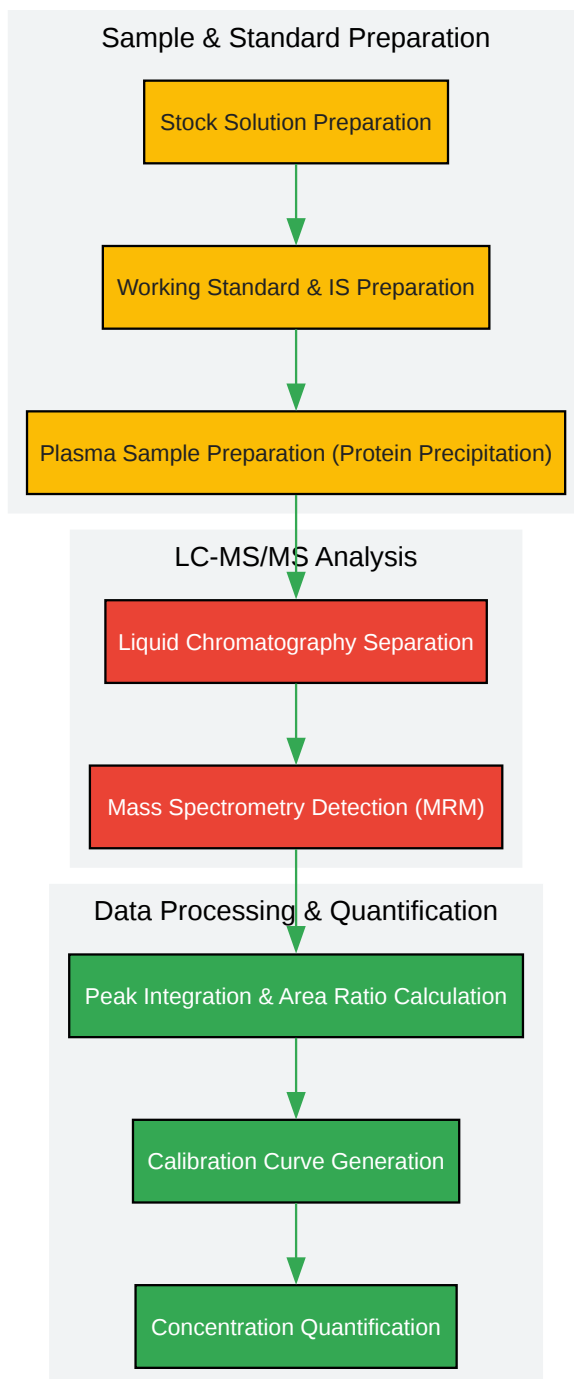 Sample & Standard Preparation
Stock Solution Preparation
Working Standard & IS Preparation
Plasma Sample Preparation (Protein Precipitation)
LC-MS/MS Analysis
Liquid Chromatography Separation
Mass Spectrometry Detection (MRM)
Data Processing & Quantification
Peak Integration & Area Ratio Calculation
Calibration Curve Generation
Concentration Quantification